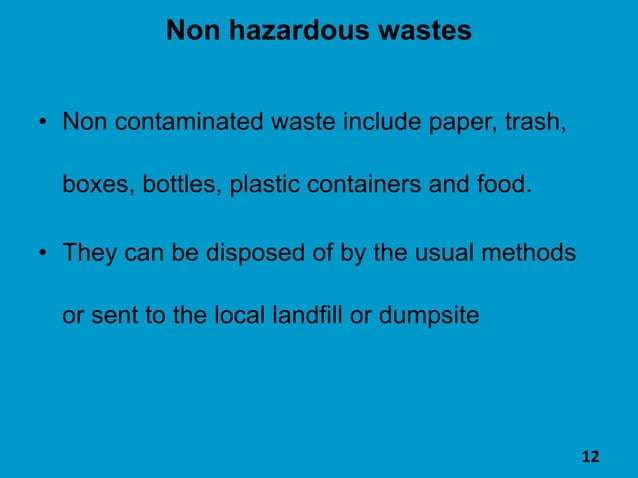 Non hazardous wastes
• Non contaminated waste include paper, trash,
boxes, bottles, plastic containers and food.
• They can be disposed of by the usual methods
or sent to the local landfill or dumpsite
12